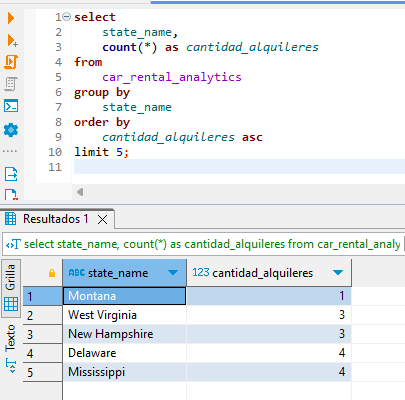 1 select
2 state_name,
3 count(*) as cantidad_alquileres
4 from
5 car_rental_analytics
6 group by
7 state_name
8 order by
9 cantidad_alquileres asc
10 limit 5;
11
Resultados 1
select state_name, count(*) as cantidad_alquileres from car_rental_analy
Grilla
Texto
ABC state_name 123 cantidad_alquileres
1 Montana 1
2 West Virginia 3
3 New Hampshire 3
4 Delaware 4
5 Mississippi 4